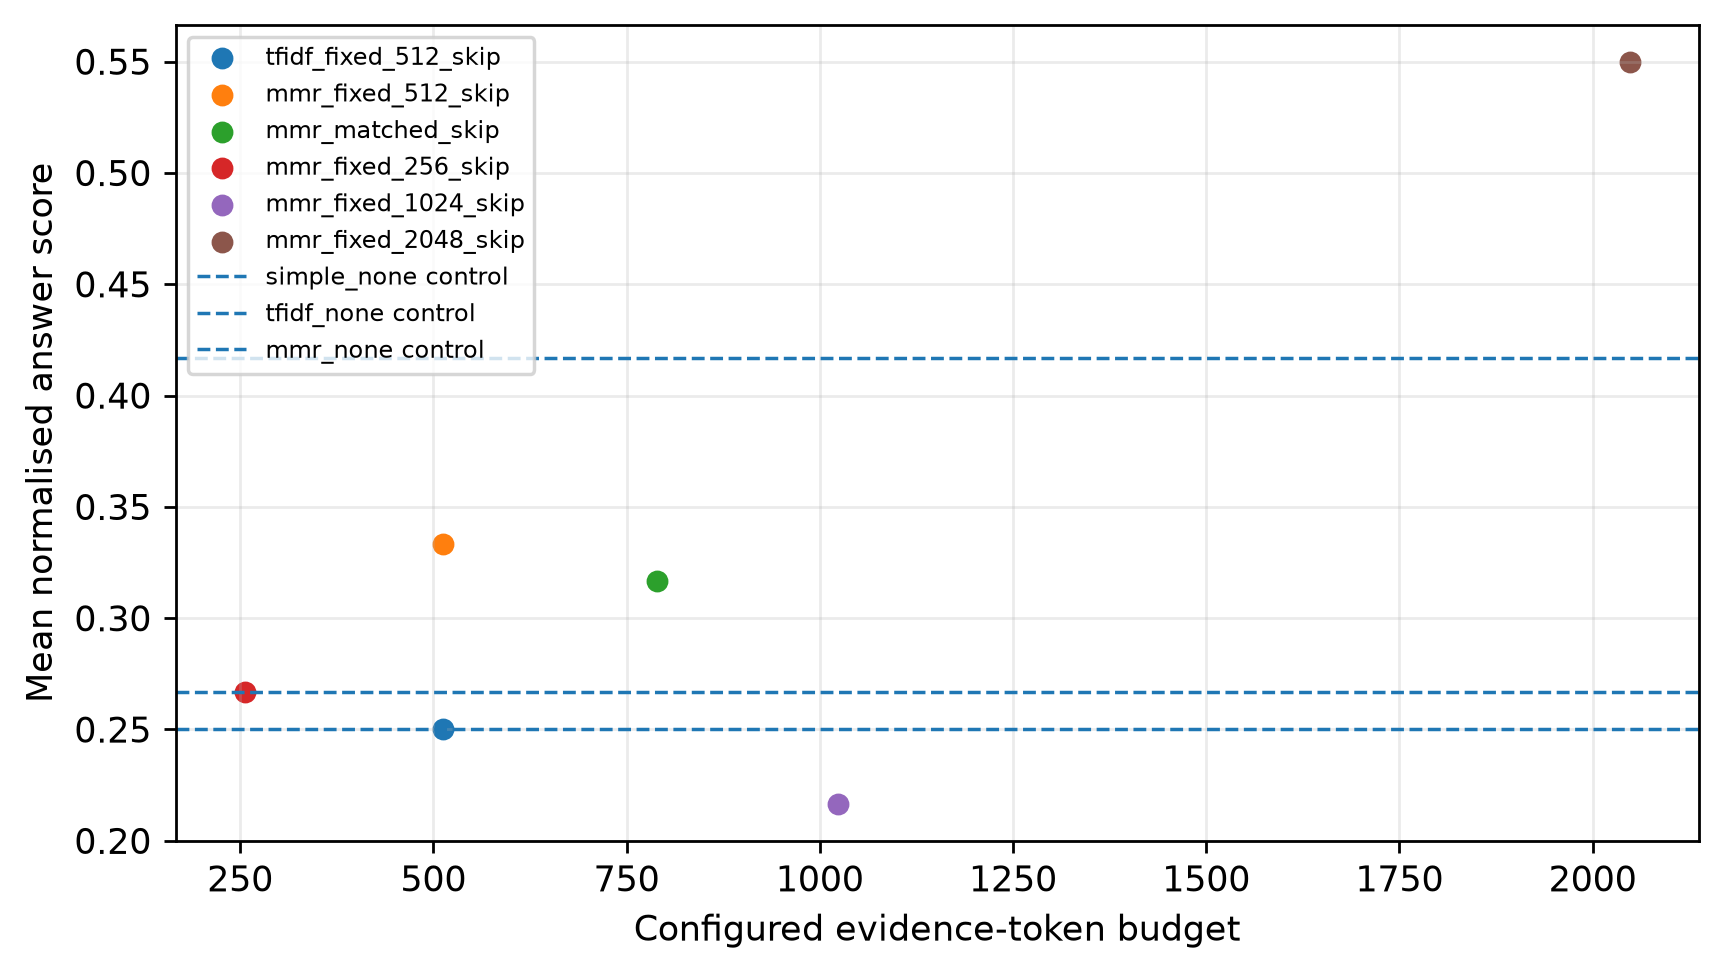 Mean normalised answer score
0.55
0.50
0.45
0.40
0.35
0.30
0.25
0.20
tfidf_fixed_512_skip
mmr_fixed_512_skip
mmr_matched_skip
mmr_fixed_256_skip
mmr_fixed_1024_skip
mmr_fixed_2048_skip
simple_none control
tfidf_none control
mmr_none control
250 500 750 1000 1250 1500 1750 2000
Configured evidence-token budget